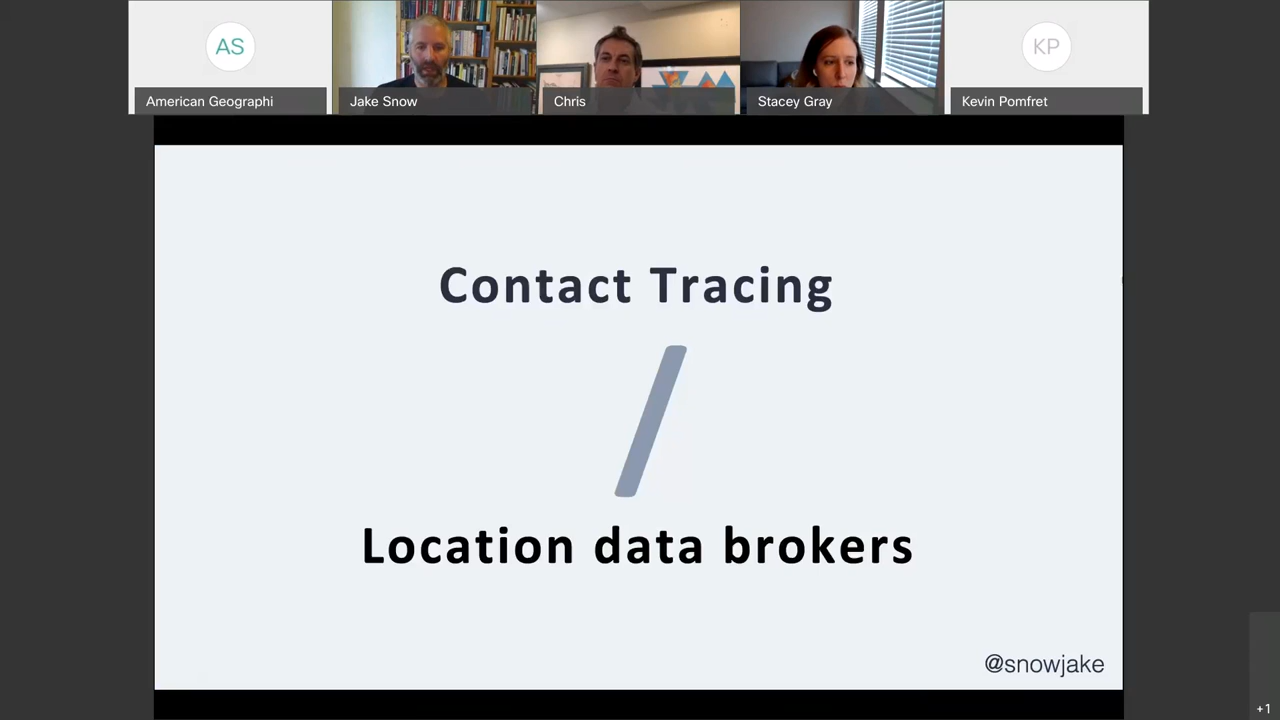 AS
KP
American Geographi
Jake Snow
Chris
Stacey Gray
Kevin Pomfret
Contact Tracing
/
Location data brokers
@snowjake
+1